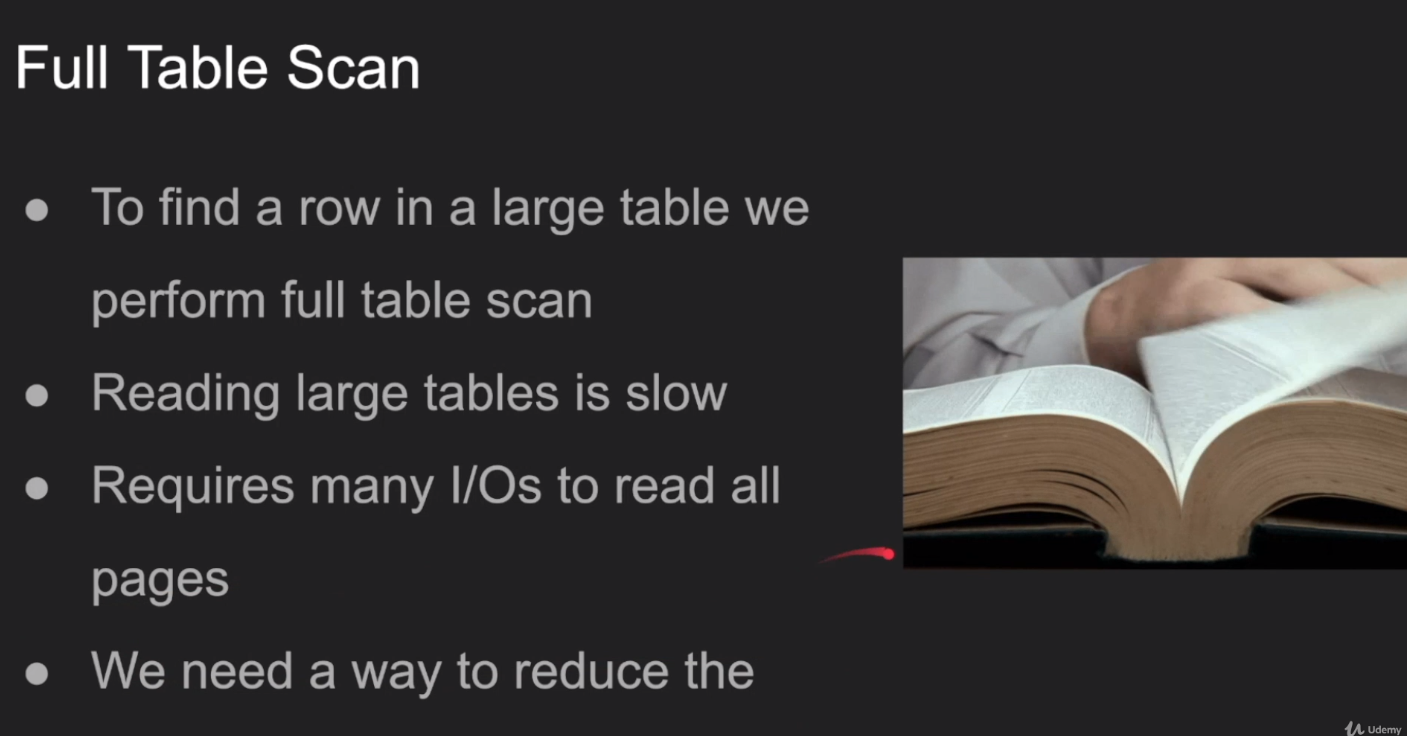 Full Table Scan
● To find a row in a large table we
perform full table scan
● Reading large tables is slow
● Requires many I/Os to read all
pages
● We need a way to reduce the
Udemy